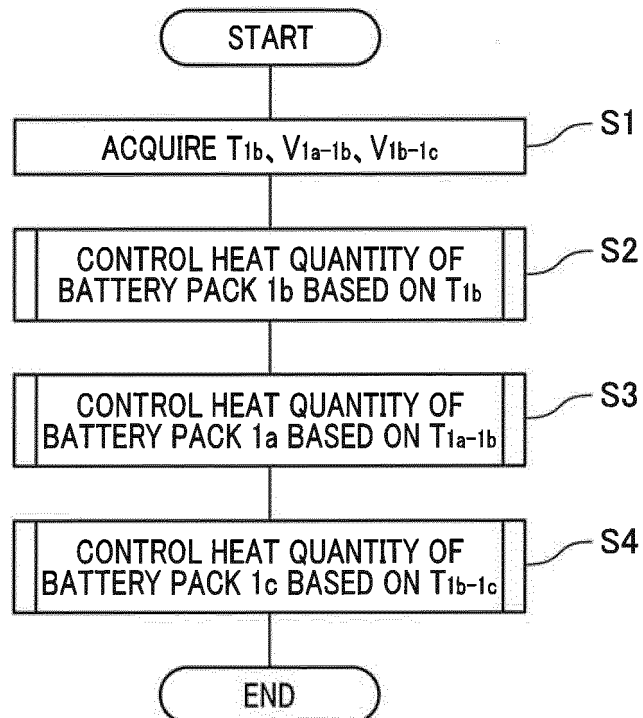 START
ACQUIRE T1b、V1a-1b、V1b-1c
S1
CONTROL HEAT QUANTITY OF
BATTERY PACK 1b BASED ON T1b
S2
CONTROL HEAT QUANTITY OF
BATTERY PACK 1a BASED ON T1a-1b
S3
CONTROL HEAT QUANTITY OF
BATTERY PACK 1c BASED ON T1b-1c
S4
END